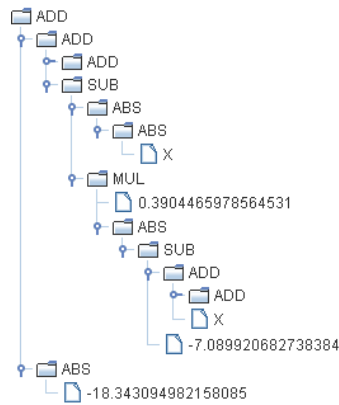 ADD
ADD
ADD
SUB
ABS
ABS
X
MUL
0.3904465978564531
ABS
SUB
ADD
ADD
X
-7.089920682738384
ABS
-18.343094982158085